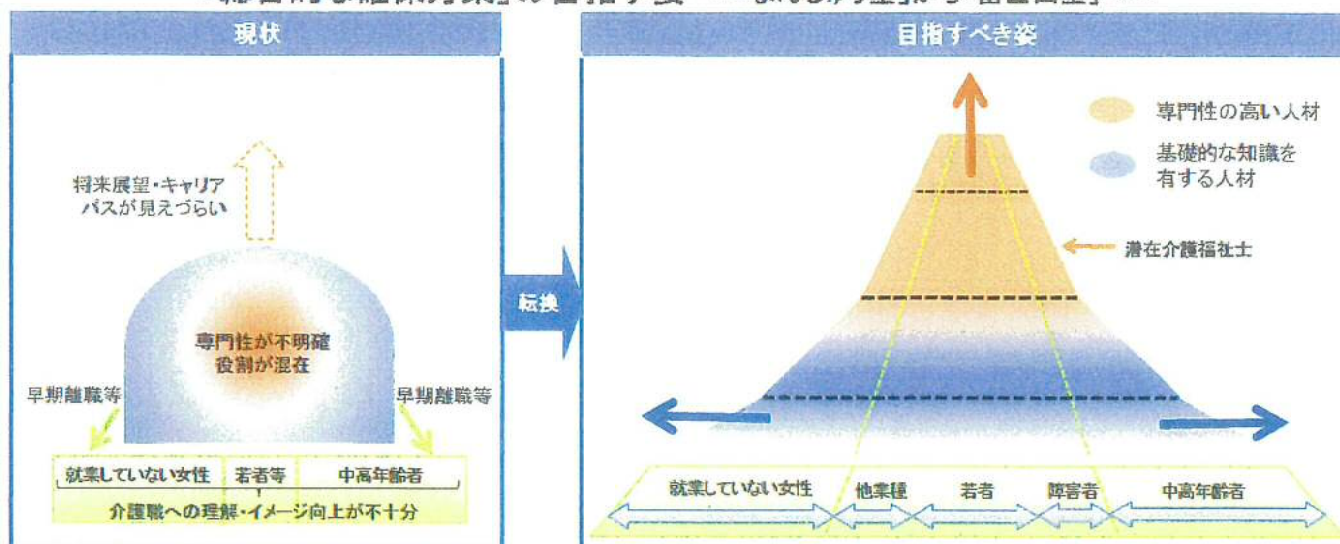 現状
将来展望・キャリア
パスが見えづらい
専門性が不明確
役割が混在
早期離職等
早期離職等
就業していない女性
若者等
中高年齢者
介護職への理解・イメージ向上が不十分
転換
目指すべき姿
専門性の高い人材
基礎的な知識を
有する人材
潜在介護福祉士
就業していない女性
他業種
若者
障害者
中高年齢者